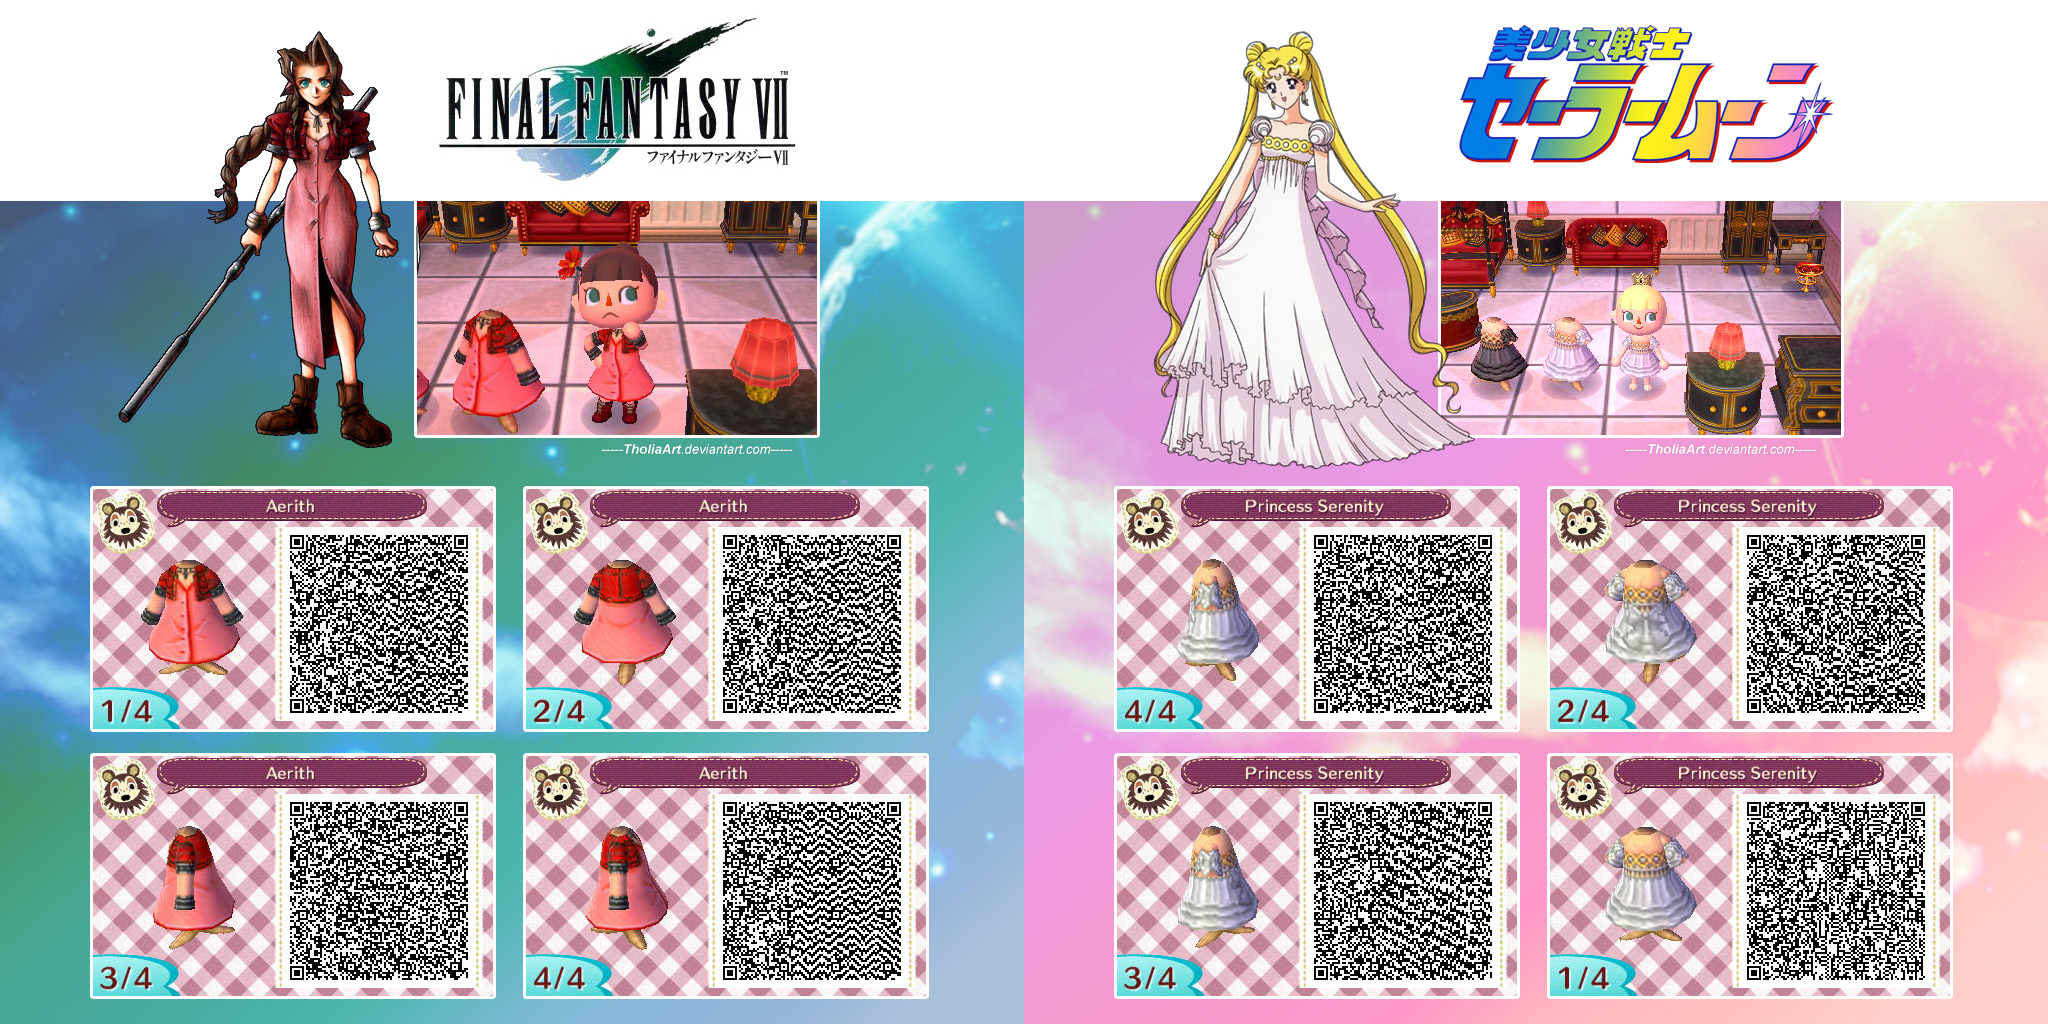 FINAL FANTASY VII™
ファイナルファンタジーVII
-----TholiaArt.deviantart.com-----
Aerith
1/4
Aerith
2/4
Aerith
3/4
Aerith
4/4
美少女戦士
セーラームーン
-----TholiaArt.deviantart.com-----
Princess Serenity
4/4
Princess Serenity
2/4
Princess Serenity
3/4
Princess Serenity
1/4